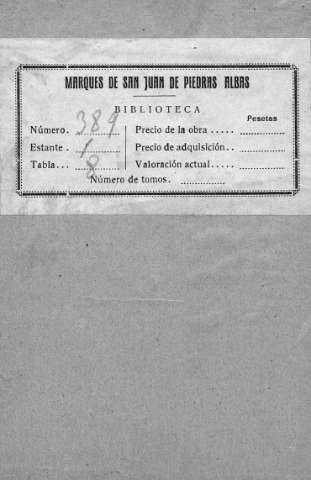 MARQUES DE SAN JUAN DE PIEDRAS ALBAS
BIBLIOTECA
Pesetas
Número. 389 Precio de la obra .....
Estante . 1 Precio de adquisición..
Tabla... 8 Valoración actual.....
Número de tomos.